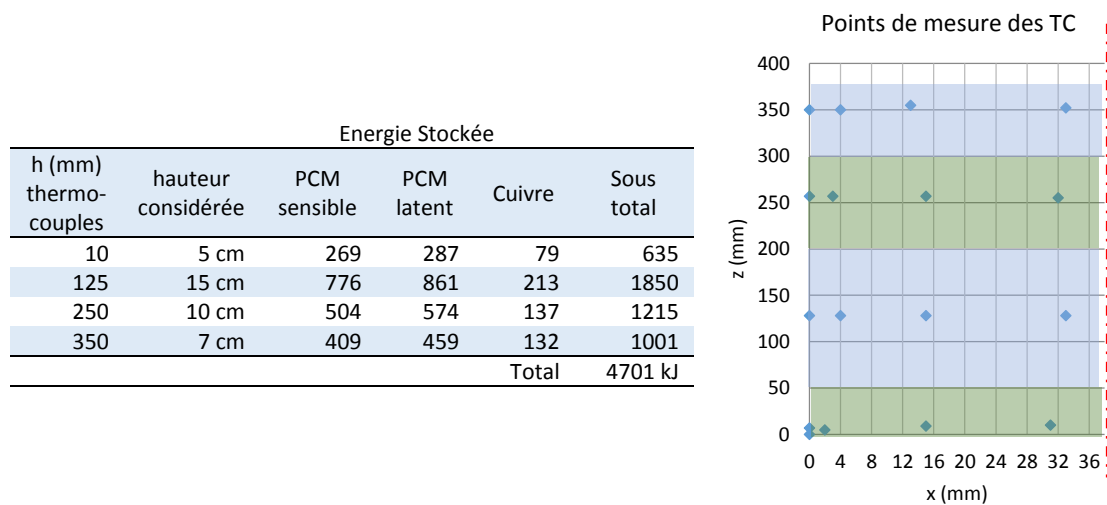 Energie Stockée
h (mm) thermo- couples hauteur considérée PCM sensible PCM latent Cuivre Sous total
10 5 cm 269 287 79 635
125 15 cm 776 861 213 1850
250 10 cm 504 574 137 1215
350 7 cm 409 459 132 1001
Total 4701 kJ
Points de mesure des TC
400
350
300
250
200
150
100
50
0
z (mm)
0 4 8 12 16 20 24 28 32 36
x (mm)